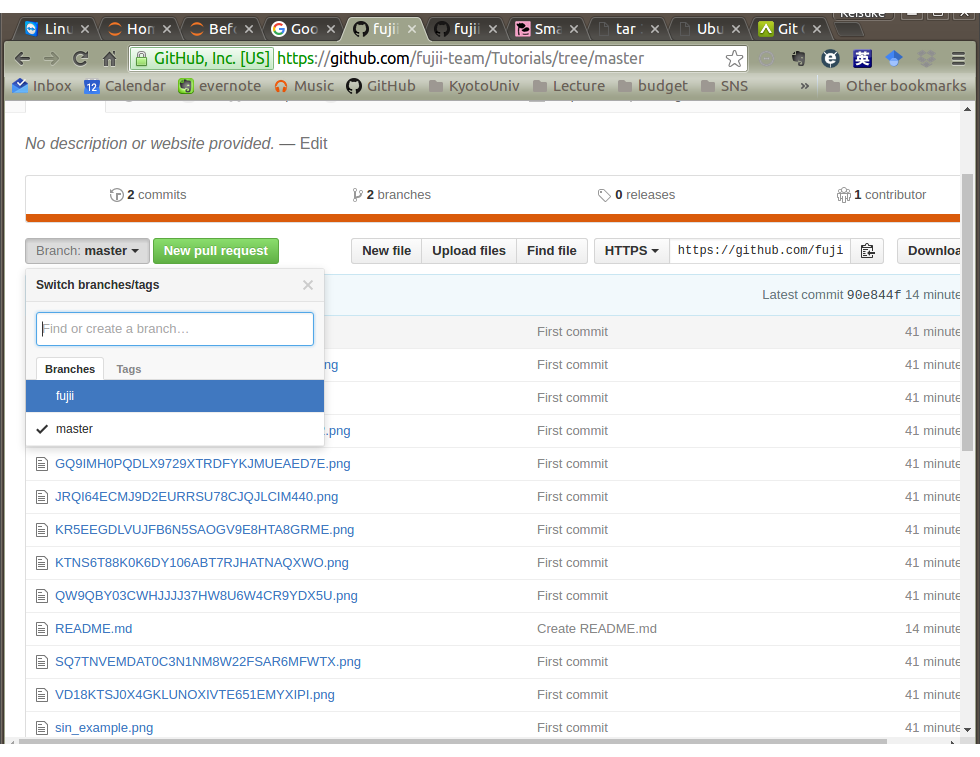 Keisuke
Linu Hon Befo Goo fujii fujii Sma tar Ubu Git
GitHub, Inc. [US] https://github.com/fujii-team/Tutorials/tree/master 英
Inbox 12 Calendar evernote Music GitHub KyotoUniv Lecture budget SNS » Other bookmarks
No description or website provided. — Edit
2 commits 2 branches 0 releases 1 contributor
Branch: master New pull request New file Upload files Find file HTTPS https://github.com/fuji Downloa
Switch branches/tags
Latest commit 90e844f 14 minute
Find or create a branch…
First commit 41 minute
Branches Tags
ng First commit 41 minute
fujii First commit 41 minute
master .png First commit 41 minute
GQ9IMH0PQDLX9729XTRDFYKJMUEAED7E.png First commit 41 minute
JRQI64ECMJ9D2EURRSU78CJQJLCIM440.png First commit 41 minute
KR5EEGDLVUJFB6N5SAOGV9E8HTA8GRME.png First commit 41 minute
KTNS6T88K0K6DY106ABT7RJHATNAQXWO.png First commit 41 minute
QW9QBY03CWHJJJJ37HW8U6W4CR9YDX5U.png First commit 41 minute
README.md Create README.md 14 minute
SQ7TNVEMDAT0C3N1NM8W22FSAR6MFWTX.png First commit 41 minute
VD18KTSJ0X4GKLUNOXIVTE651EMYXIPI.png First commit 41 minute
sin_example.png First commit 41 minute